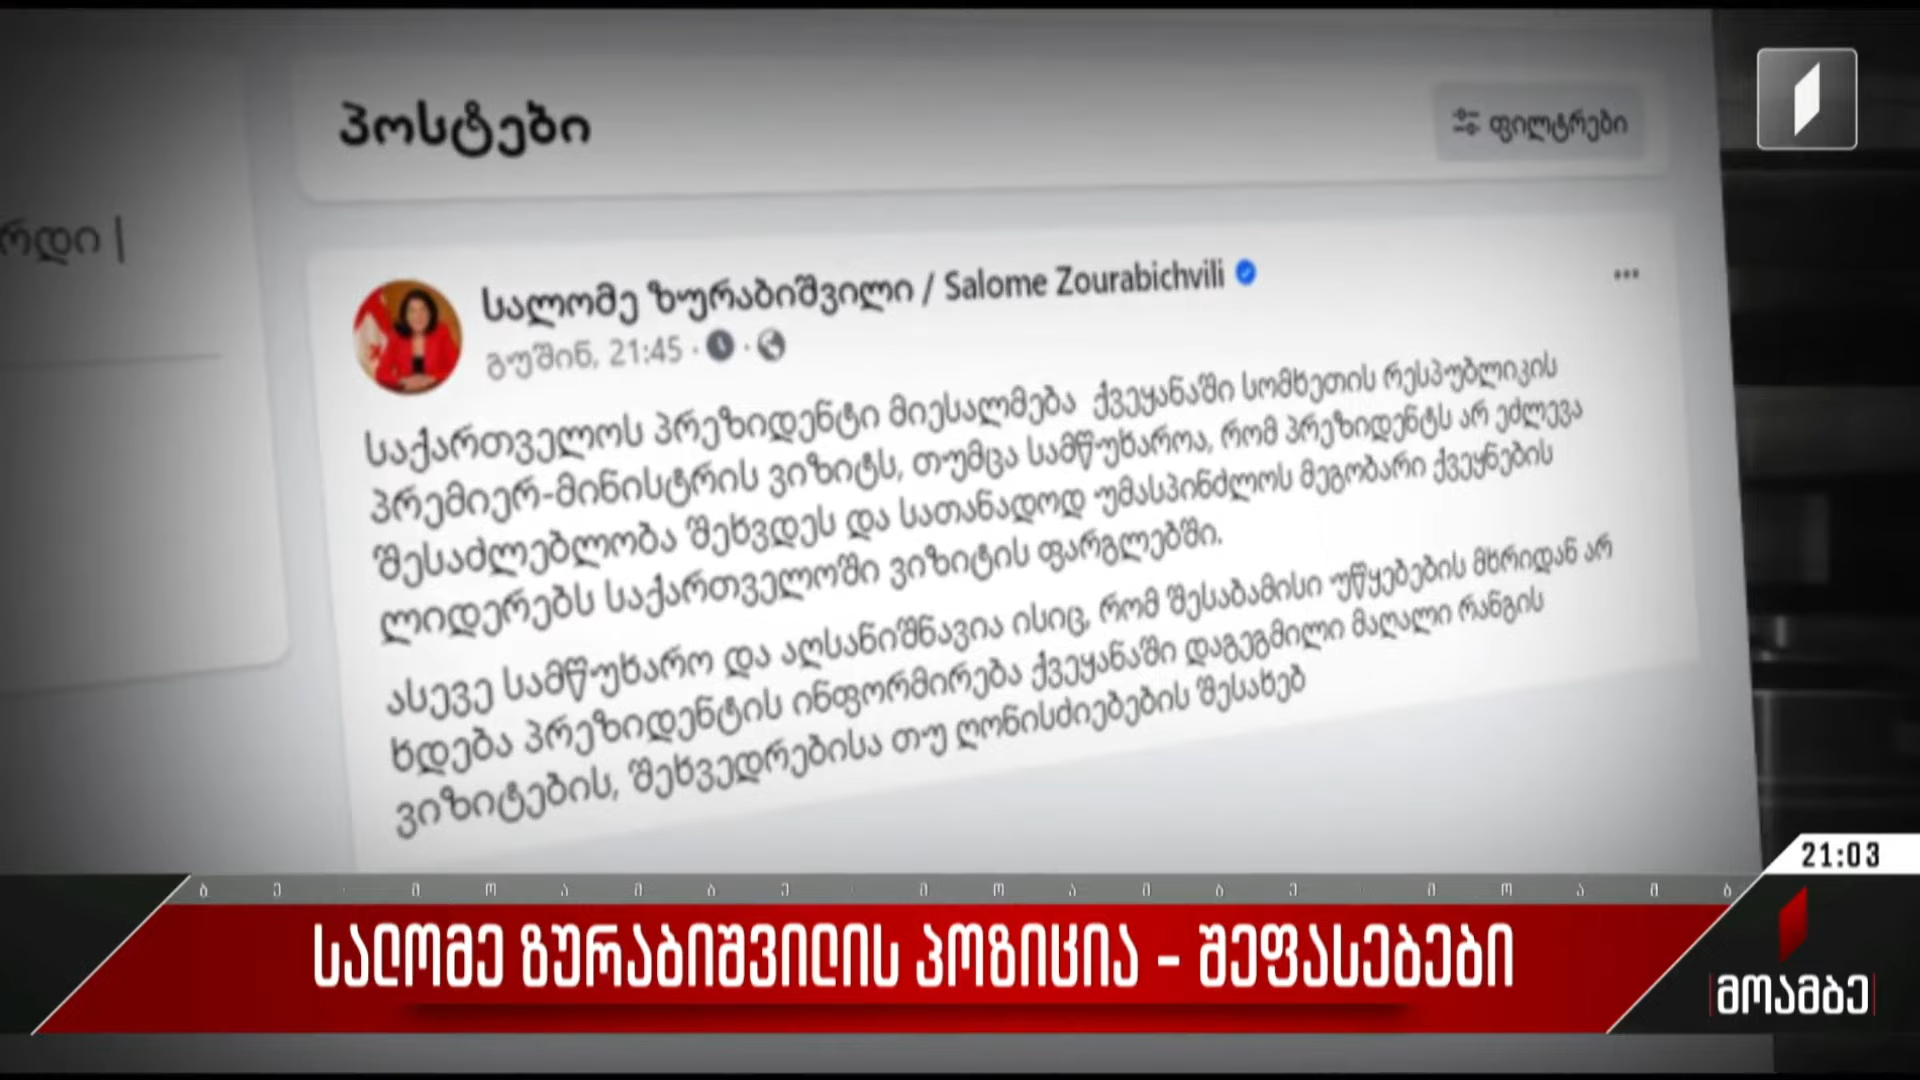 პოსტები
ფილტრები
რდი |
სალომე ზურაბიშვილი / Salome Zourabichvili
გუშინ, 21:45
საქართველოს პრეზიდენტი მიესალმება ქვეყანაში სომხეთის რესპუბლიკის
პრემიერ-მინისტრის ვიზიტს, თუმცა სამწუხაროა, რომ პრეზიდენტს არ ეძლევა
შესაძლებლობა შეხვდეს და სათანადოდ უმასპინძლოს მეგობარი ქვეყნების
ლიდერებს საქართველოში ვიზიტის ფარგლებში.
ასევე სამწუხარო და აღსანიშნავია ისიც, რომ შესაბამისი უწყებების მხრიდან არ
ხდება პრეზიდენტის ინფორმირება ქვეყანაში დაგეგმილი მაღალი რანგის
ვიზიტების, შეხვედრებისა თუ ღონისძიებების შესახებ
21:03
ბ ე · მ ო ა მ ბ ე · მ ო ა მ ბ ე · მ ო ა მ ბ
სალომე ზურაბიშვილის პოზიცია - შეფასებები
მოამბე